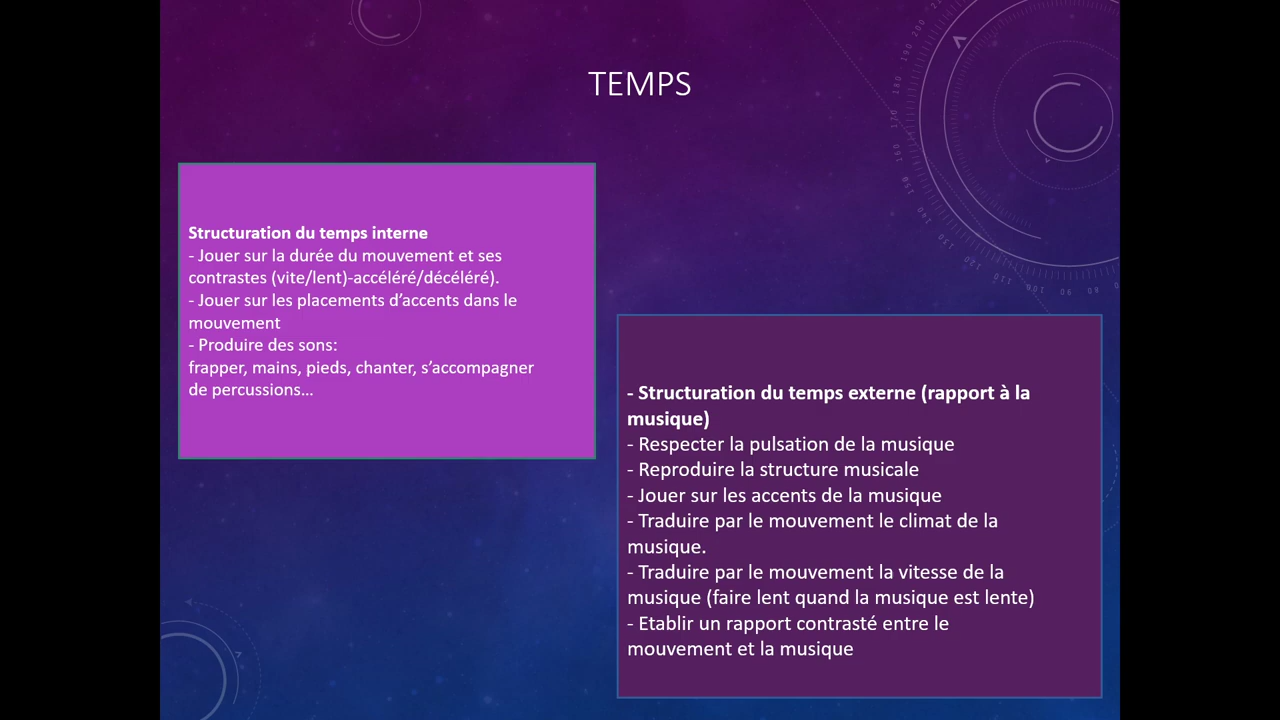 TEMPS
Structuration du temps interne
- Jouer sur la durée du mouvement et ses
contrastes (vite/lent)-accéléré/décéléré).
- Jouer sur les placements d’accents dans le
mouvement
- Produire des sons:
frapper, mains, pieds, chanter, s’accompagner
de percussions…
- Structuration du temps externe (rapport à la
musique)
- Respecter la pulsation de la musique
- Reproduire la structure musicale
- Jouer sur les accents de la musique
- Traduire par le mouvement le climat de la
musique.
- Traduire par le mouvement la vitesse de la
musique (faire lent quand la musique est lente)
- Etablir un rapport contrasté entre le
mouvement et la musique